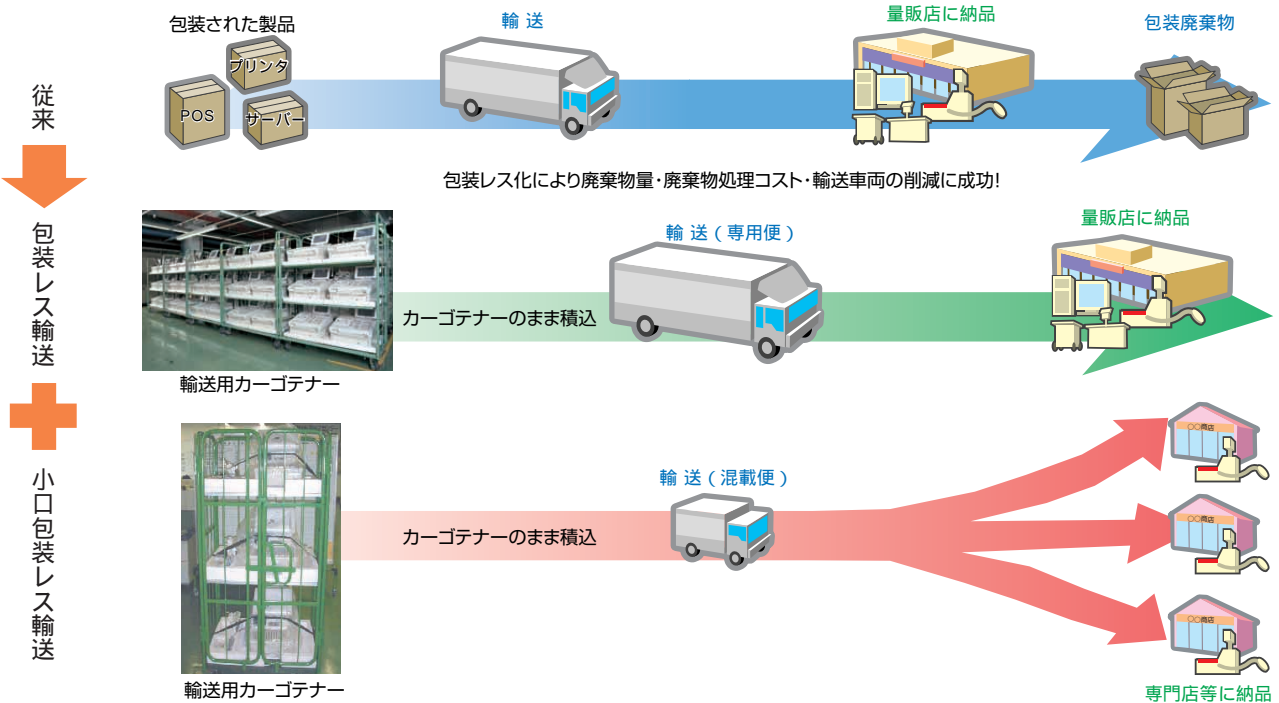 従来
包装された製品
プリンタ
POS
サーバー
輸 送
量販店に納品
包装廃棄物
包装レス化により廃棄物量・廃棄物処理コスト・輸送車両の削減に成功!
包装レス輸送
輸送用カーゴテナー
カーゴテナーのまま積込
輸 送 ( 専用便 )
量販店に納品
小口包装レス輸送
輸送用カーゴテナー
カーゴテナーのまま積込
輸 送 ( 混載便 )
○○商店
○○商店
○○商店
専門店等に納品